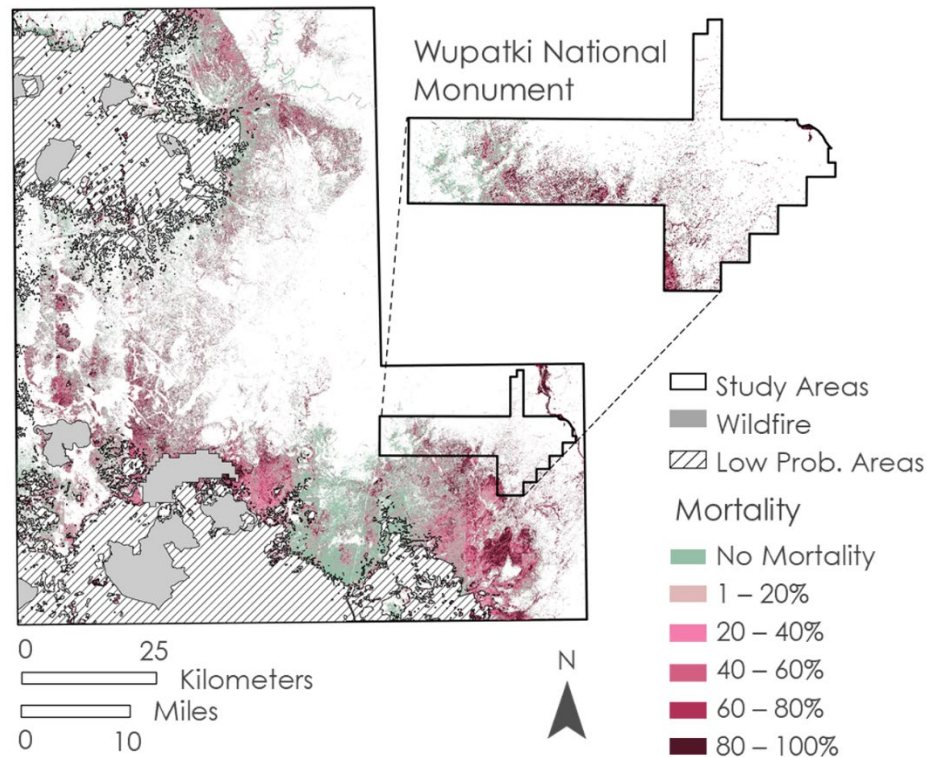 Wupatki National
Monument
Study Areas
Wildfire
Low Prob. Areas
Mortality
No Mortality
1 – 20%
20 – 40%
40 – 60%
60 – 80%
80 – 100%
0 25
Kilometers
Miles
0 10
N